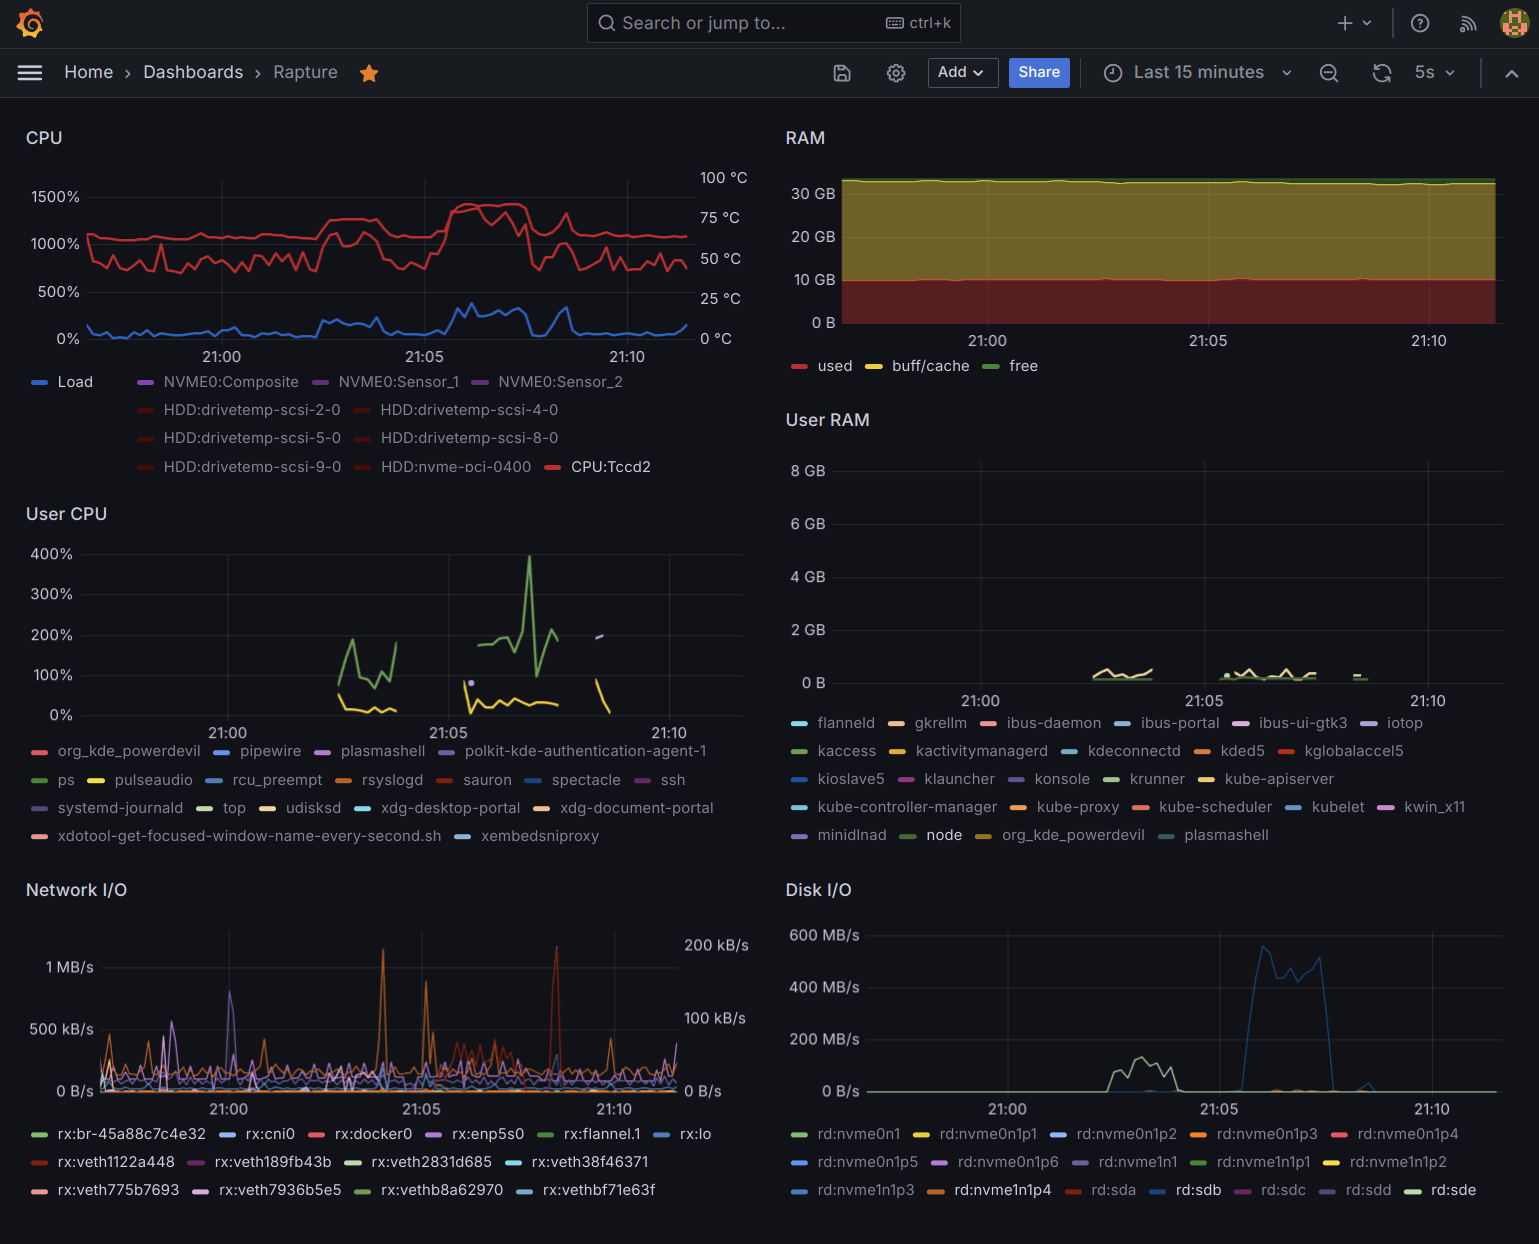 Search or jump to...
ctrl+k
Home › Dashboards › Rapture
Add
Share
Last 15 minutes
5s
CPU
1500%
1000%
500%
0%
100 °C
75 °C
50 °C
25 °C
0 °C
21:00 21:05 21:10
Load
NVME0:Composite NVME0:Sensor_1 NVME0:Sensor_2
HDD:drivetemp-scsi-2-0 HDD:drivetemp-scsi-4-0
HDD:drivetemp-scsi-5-0 HDD:drivetemp-scsi-8-0
HDD:drivetemp-scsi-9-0 HDD:nvme-pci-0400 CPU:Tccd2
RAM
30 GB
20 GB
10 GB
0 B
21:00 21:05 21:10
used buff/cache free
User CPU
400%
300%
200%
100%
0%
21:00 21:05 21:10
org_kde_powerdevil pipewire plasmashell polkit-kde-authentication-agent-1
ps pulseaudio rcu_preempt rsyslogd sauron spectacle ssh
systemd-journald top udisksd xdg-desktop-portal xdg-document-portal
xdotool-get-focused-window-name-every-second.sh xembedsniproxy
User RAM
8 GB
6 GB
4 GB
2 GB
0 B
21:00 21:05 21:10
flanneld gkrellm ibus-daemon ibus-portal ibus-ui-gtk3 iotop
kaccess kactivitymanagerd kdeconnectd kded5 kglobalaccel5
kioslave5 klauncher konsole krunner kube-apiserver
kube-controller-manager kube-proxy kube-scheduler kubelet kwin_x11
minidlnad node org_kde_powerdevil plasmashell
Network I/O
1 MB/s
500 kB/s
0 B/s
200 kB/s
100 kB/s
0 B/s
21:00 21:05 21:10
rx:br-45a88c7c4e32 rx:cni0 rx:docker0 rx:enp5s0 rx:flannel.1 rx:lo
rx:veth1122a448 rx:veth189fb43b rx:veth2831d685 rx:veth38f46371
rx:veth775b7693 rx:veth7936b5e5 rx:vethb8a62970 rx:vethbf71e63f
Disk I/O
600 MB/s
400 MB/s
200 MB/s
0 B/s
21:00 21:05 21:10
rd:nvme0n1 rd:nvme0n1p1 rd:nvme0n1p2 rd:nvme0n1p3 rd:nvme0n1p4
rd:nvme0n1p5 rd:nvme0n1p6 rd:nvme1n1 rd:nvme1n1p1 rd:nvme1n1p2
rd:nvme1n1p3 rd:nvme1n1p4 rd:sda rd:sdb rd:sdc rd:sdd rd:sde